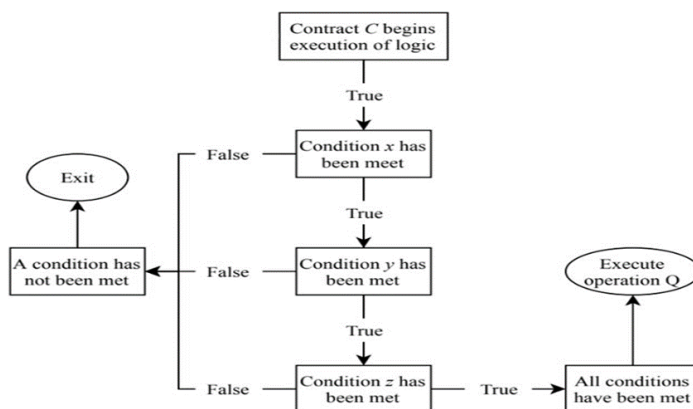 Contract C begins
execution of logic
True
Condition x has
been meet
False
Exit
True
A condition has
not been met
False
Condition y has
been met
Execute
operation Q
True
False
Condition z has
been met
True
All conditions
have been met